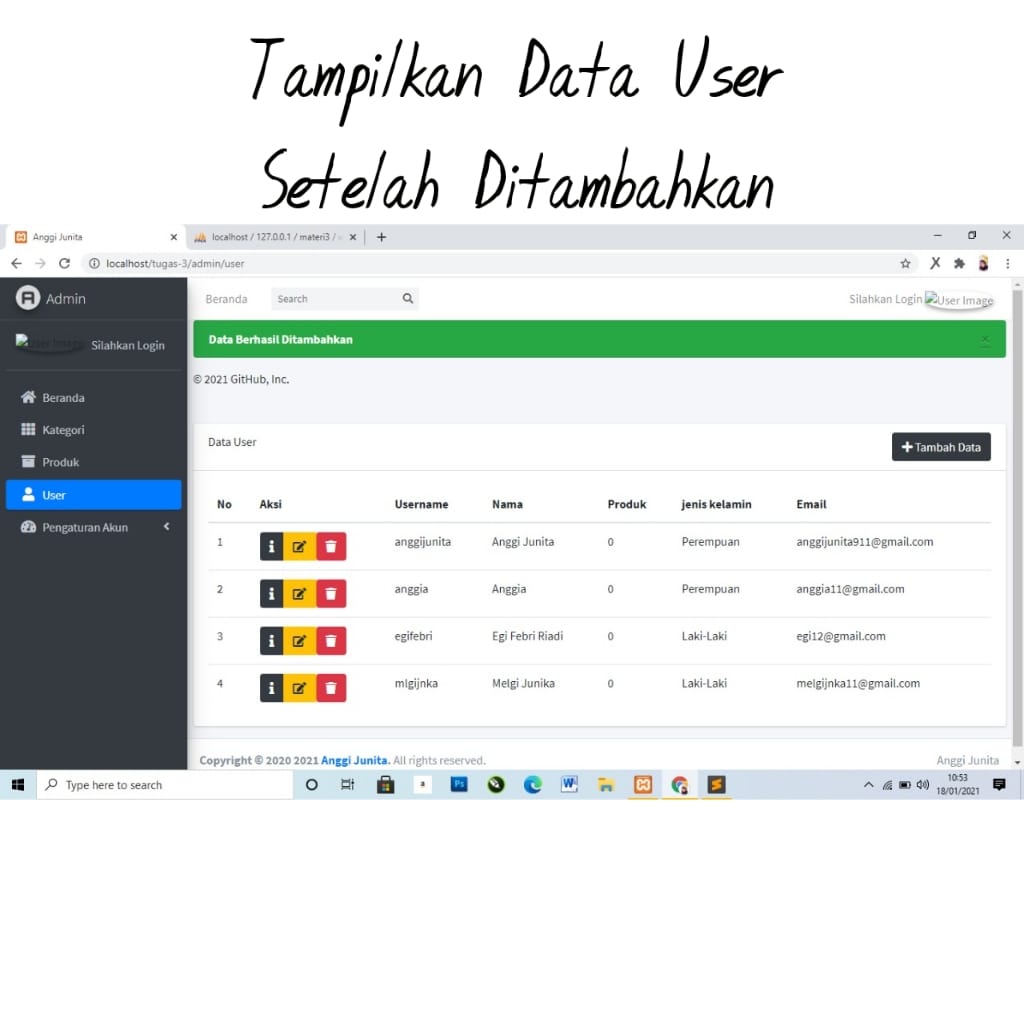 Tampilkan Data User
Setelah Ditambahkan
Anggi Junita
localhost / 127.0.0.1 / materi3 /
localhost/tugas-3/admin/user
Admin
Beranda
Search
Silahkan Login
User Image
User Image
Silahkan Login
Data Berhasil Ditambahkan
© 2021 GitHub, Inc.
Beranda
Kategori
Produk
User
Pengaturan Akun
Data User
Tambah Data
No Aksi Username Nama Produk jenis kelamin Email
1 anggijunita Anggi Junita 0 Perempuan anggijunita911@gmail.com
2 anggia Anggia 0 Perempuan anggia11@gmail.com
3 egifebri Egi Febri Riadi 0 Laki-Laki egi12@gmail.com
4 mlgijnka Melgi Junika 0 Laki-Laki melgijnka11@gmail.com
Copyright © 2020 2021 Anggi Junita. All rights reserved.
Anggi Junita
Type here to search
a
Ps
W
10:53
18/01/2021